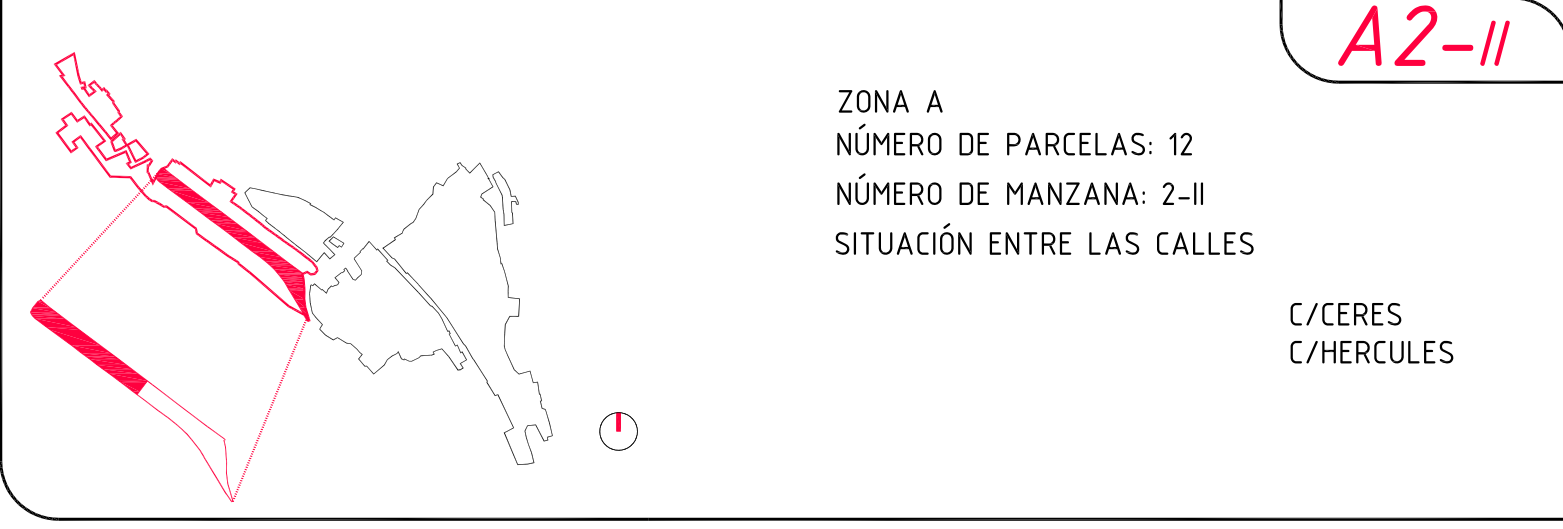 A2-II
ZONA A
NÚMERO DE PARCELAS: 12
NÚMERO DE MANZANA: 2-II
SITUACIÓN ENTRE LAS CALLES
C/CERES
C/HERCULES